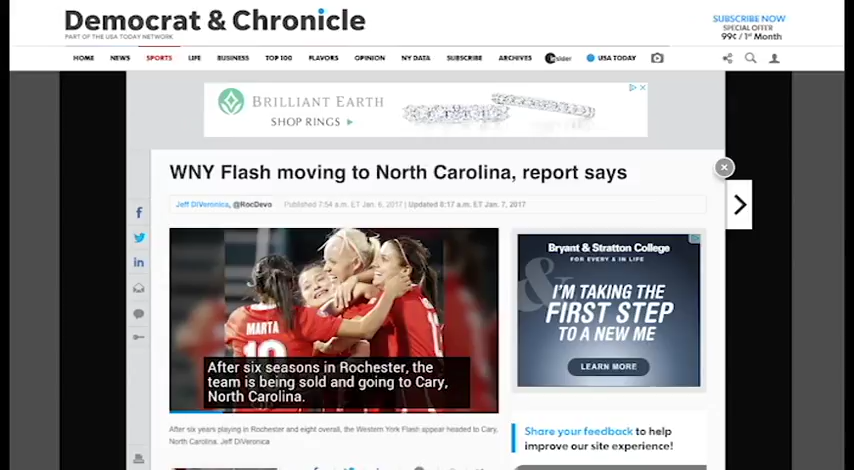 Democrat & Chronicle
PART OF THE USA TODAY NETWORK
SUBSCRIBE NOW
SPECIAL OFFER
99¢ / 1st Month
HOME NEWS SPORTS LIFE BUSINESS TOP 100 FLAVORS OPINION NY DATA SUBSCRIBE ARCHIVES Insider USA TODAY
BRILLIANT EARTH
SHOP RINGS
WNY Flash moving to North Carolina, report says
Jeff DiVeronica, @RocDevo Published 7:54 a.m. ET Jan. 6, 2017 | Updated 8:17 a.m. ET Jan. 7, 2017
MARTA
10
After six seasons in Rochester, the
team is being sold and going to Cary,
North Carolina.
After six years playing in Rochester and eight overall, the Western York Flash appear headed to Cary,
North Carolina. Jeff DiVeronica
Bryant & Stratton College
FOR EVERY & IN LIFE
&
I'M TAKING THE
FIRST STEP
TO A NEW ME
LEARN MORE
Share your feedback to help
improve our site experience!